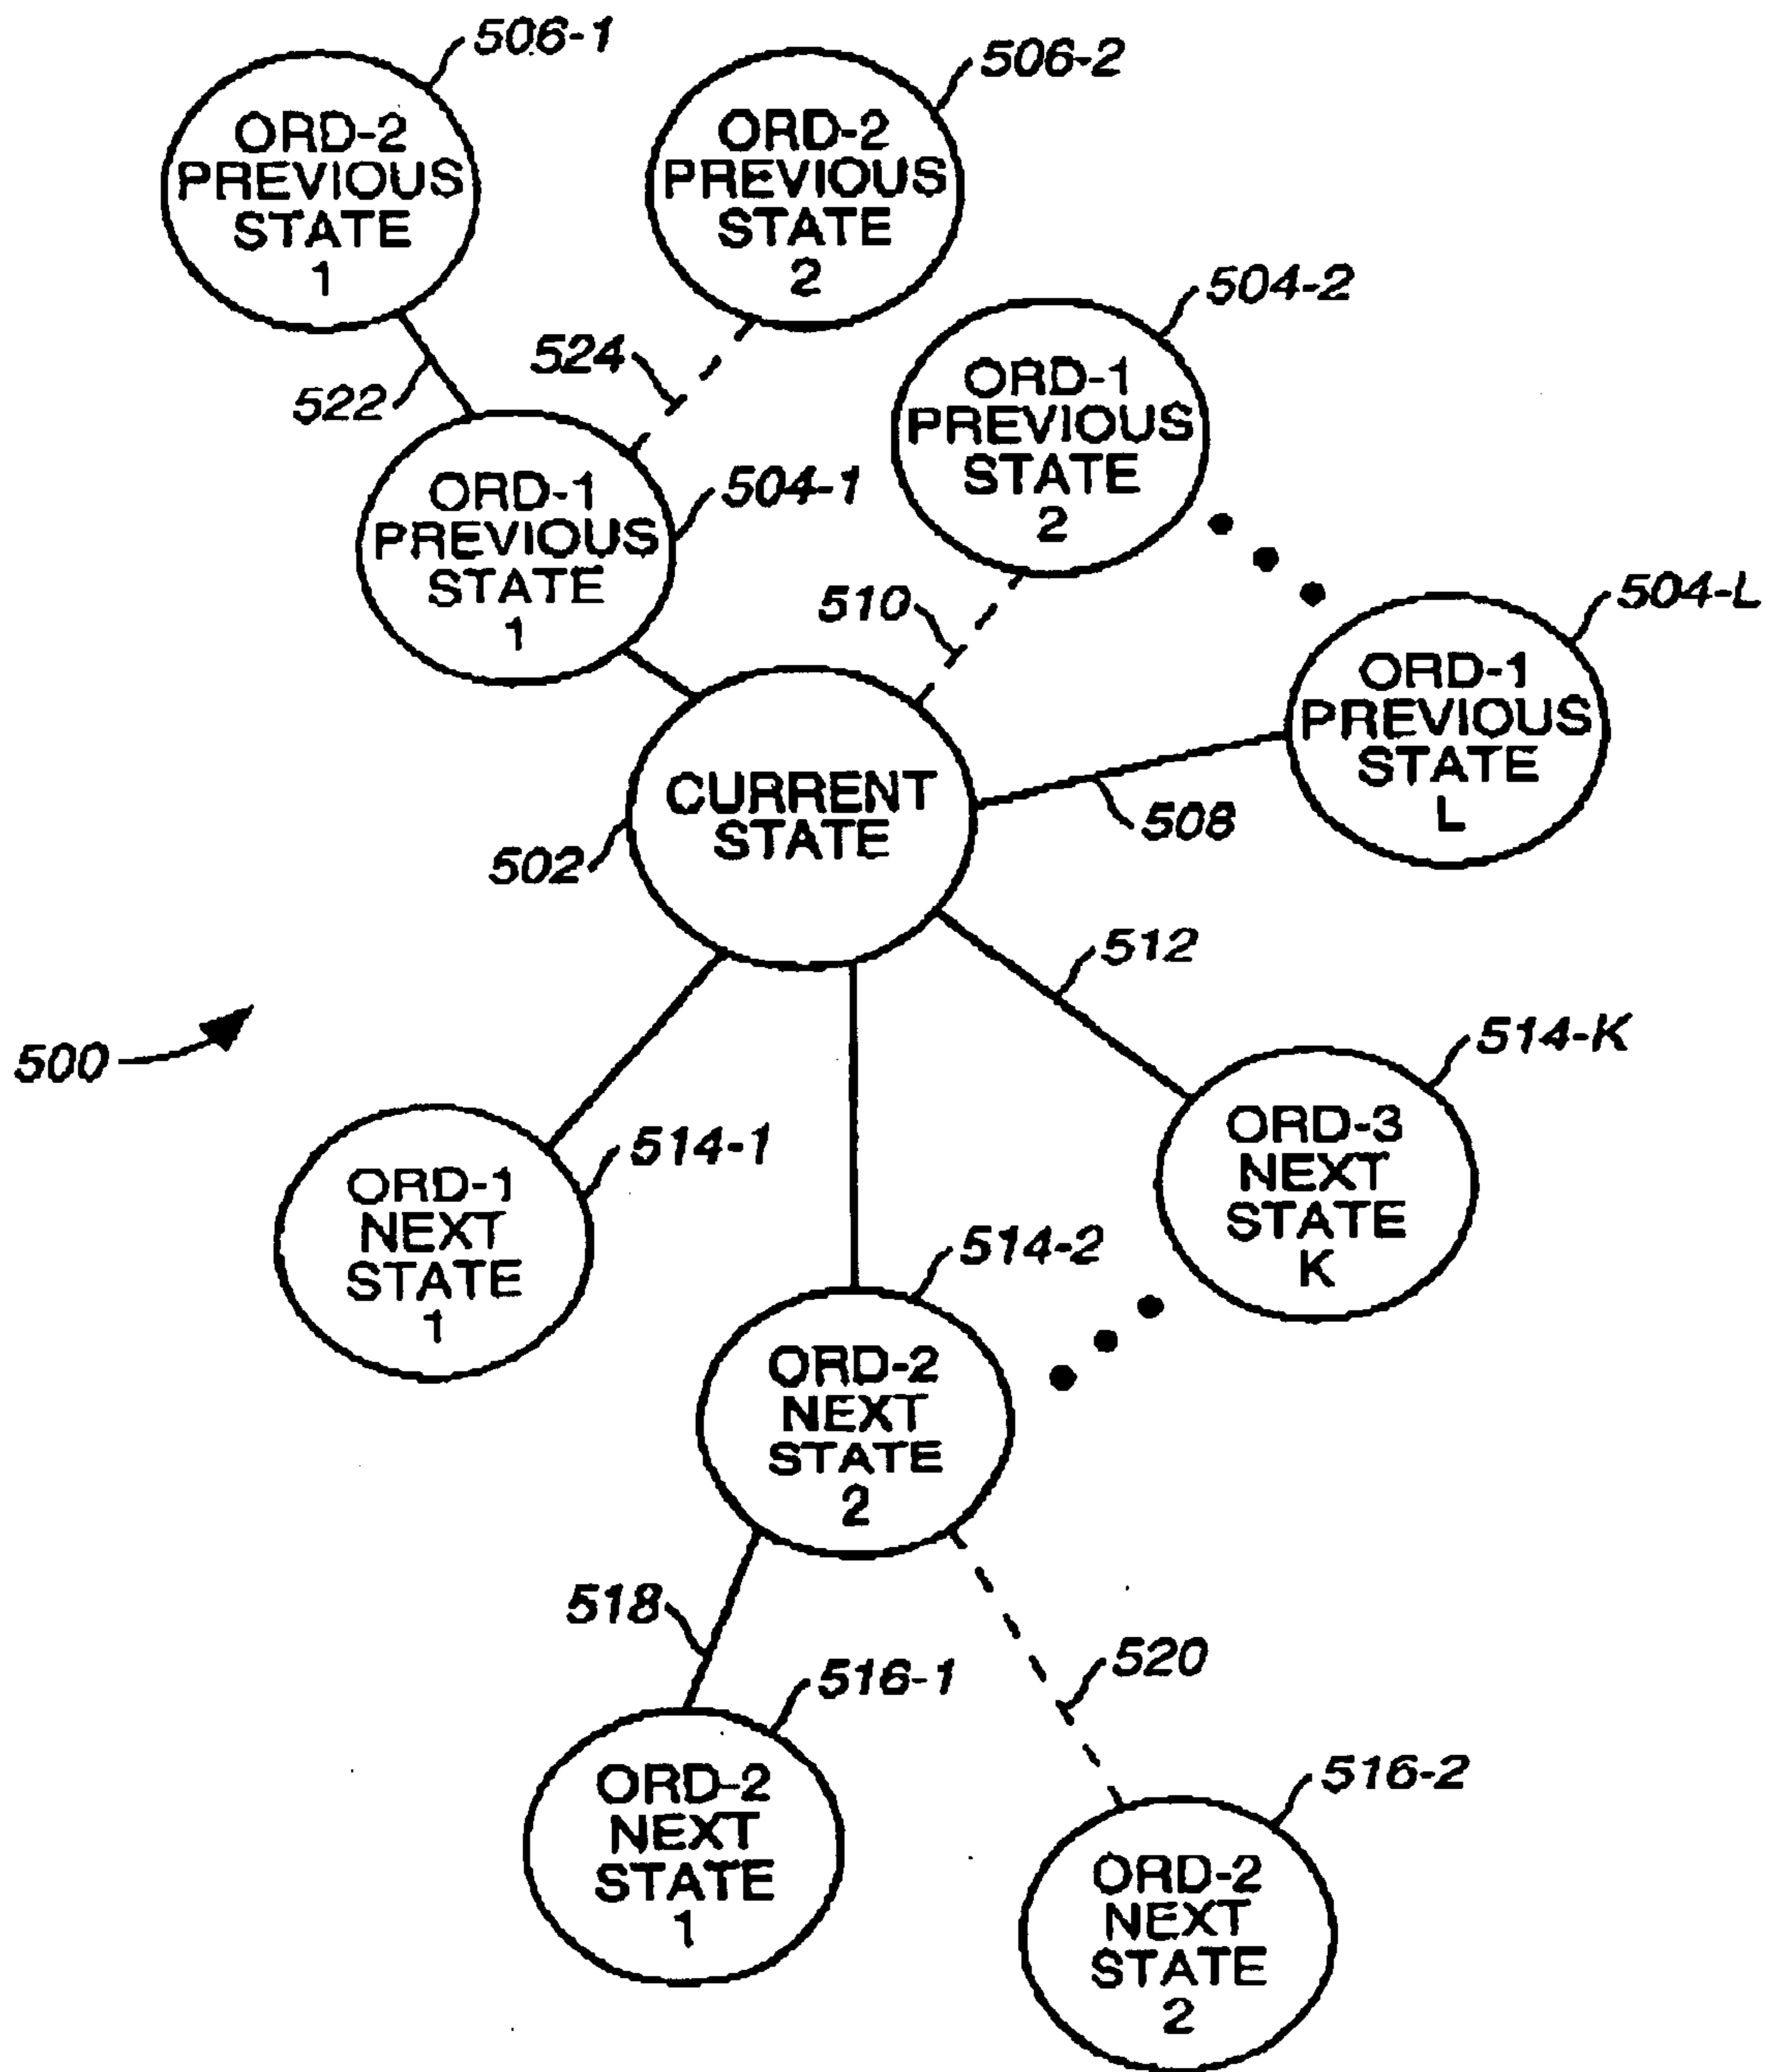 506-1
506-2
ORD-2
PREVIOUS
STATE
1
ORD-2
PREVIOUS
STATE
2
504-2
524
522
ORD-1
PREVIOUS
STATE
2
504-1
ORD-1
PREVIOUS
STATE
1
510
504-L
ORD-1
PREVIOUS
STATE
L
CURRENT
STATE
508
502
512
500
514-K
ORD-3
NEXT
STATE
K
514-1
ORD-1
NEXT
STATE
1
514-2
ORD-2
NEXT
STATE
2
518
520
516-1
ORD-2
NEXT
STATE
1
516-2
ORD-2
NEXT
STATE
2